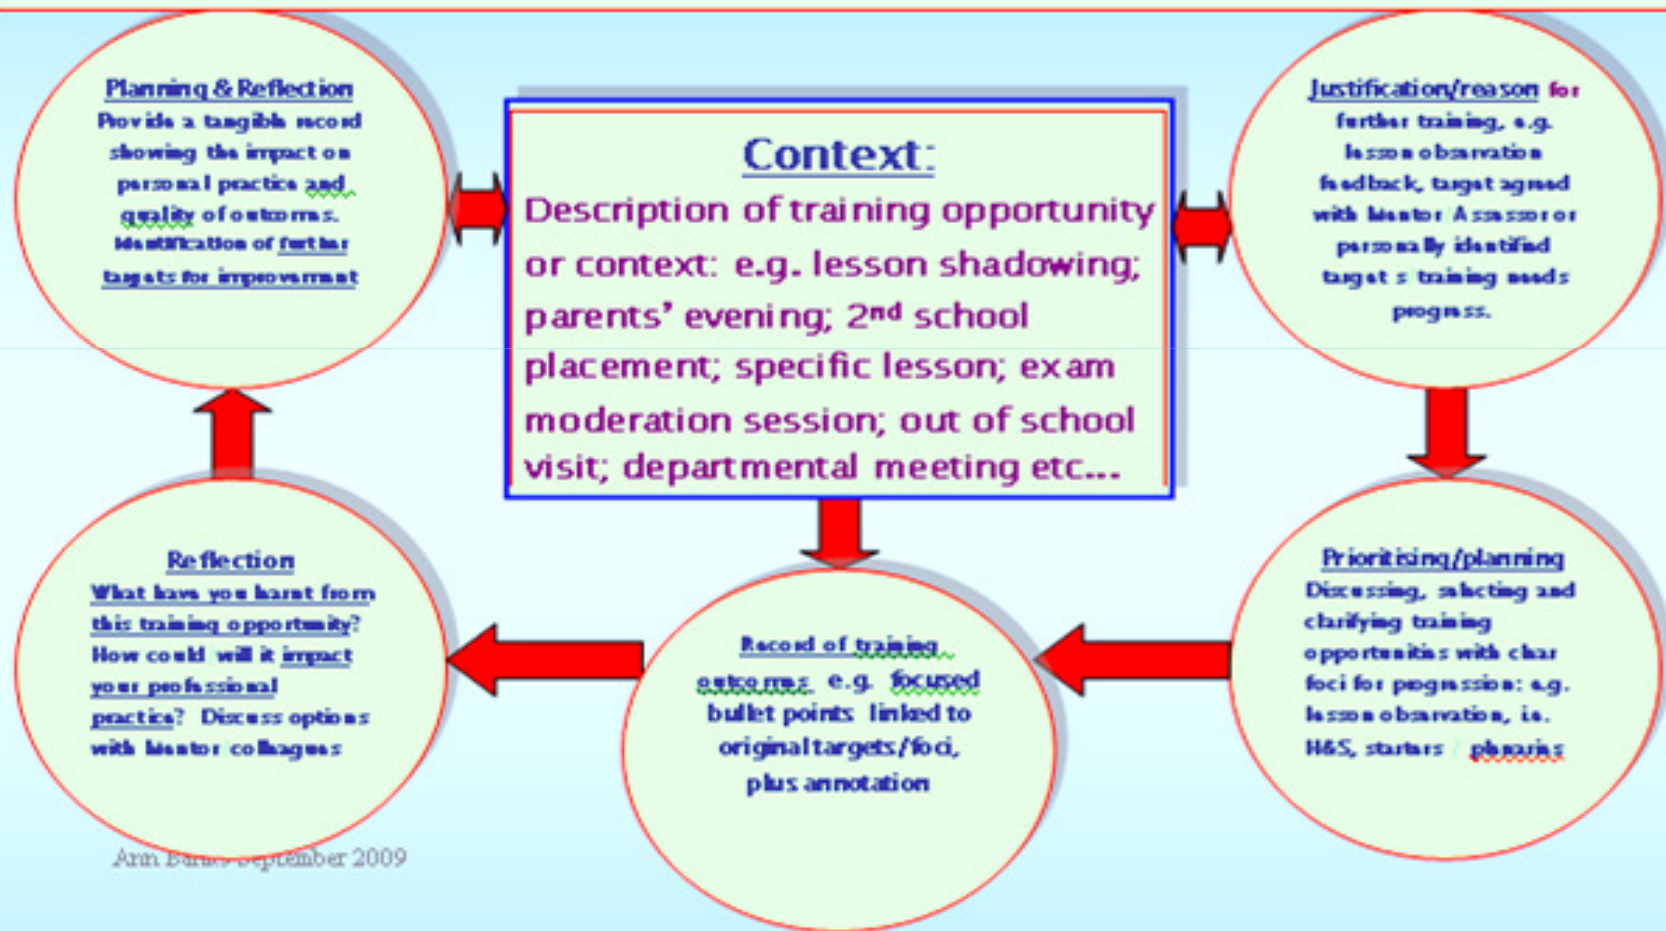 Planning & Reflection
Provide a tangible record
showing the impact on
personal practice and
quality of outcomes.
Identification of further
targets for improvement
Context:
Description of training opportunity
or context: e.g. lesson shadowing;
parents’ evening; 2nd school
placement; specific lesson; exam
moderation session; out of school
visit; departmental meeting etc...
Justification/reason for
further training, e.g.
lesson observation
feedback, target agreed
with Mentor Assessor or
personally identified
target s training needs
progress.
Prioritising/planning
Discussing, selecting and
clarifying training
opportunities with clear
foci for progression: e.g.
lesson observation, i.e.
H&S, starters / plenaries
Record of training
outcomes e.g. focused
bullet points linked to
original targets/foci,
plus annotation
Reflection
What have you learnt from
this training opportunity?
How could will it impact
your professional
practice? Discuss options
with Mentor colleagues
Ann September 2009